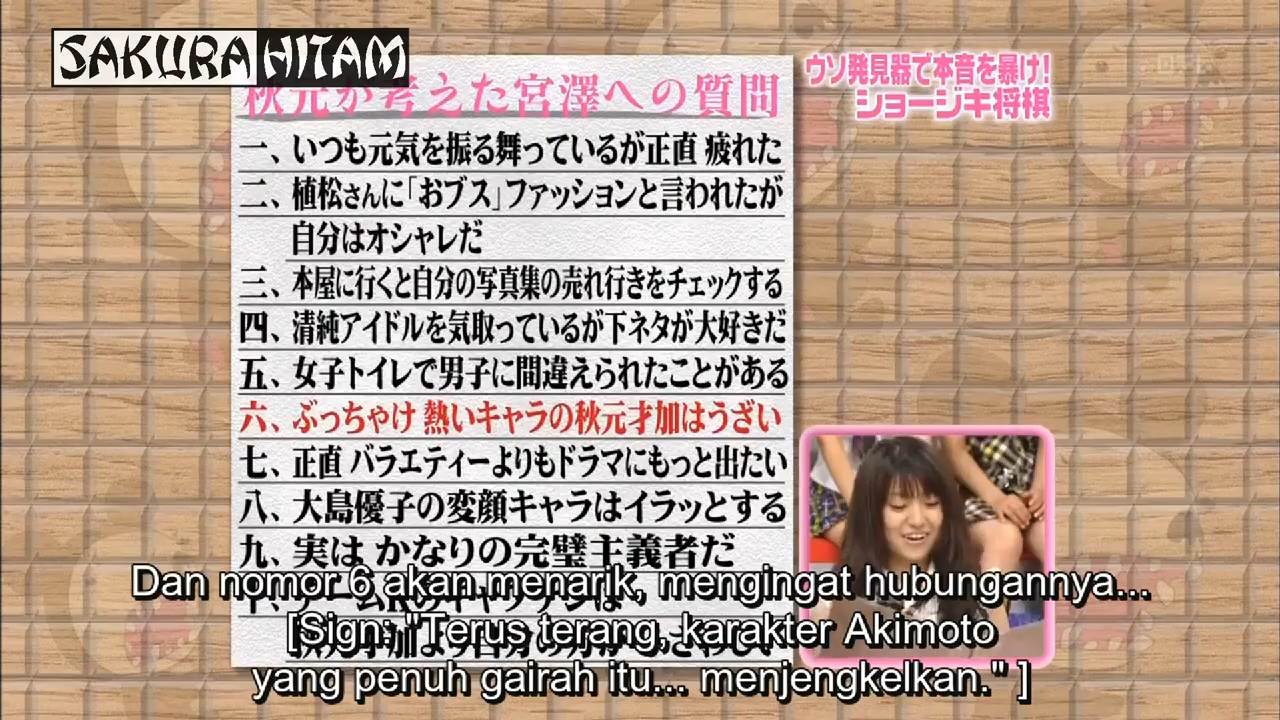 SAKURA HITAM
ウソ発見器で本音を暴け!
ショージキ将棋
秋元が考えた宮澤への質問
一、いつも元気を振る舞っているが正直 疲れた
二、植松さんに「おブス」ファッションと言われたが
自分はオシャレだ
三、本屋に行くと自分の写真集の売れ行きをチェックする
四、清純アイドルを気取っているが下ネタが大好きだ
五、女子トイレで男子に間違えられたことがある
六、ぶっちゃけ 熱いキャラの秋元才加はうざい
七、正直 バラエティーよりもドラマにもっと出たい
八、大島優子の変顔キャラはイラッとする
九、実は かなりの完璧主義者だ
Dan nomor 6 akan menarik, mengingat hubungannya...
[Sign: "Terus terang, karakter Akimoto
yang penuh gairah itu... menjengkelkan." ]